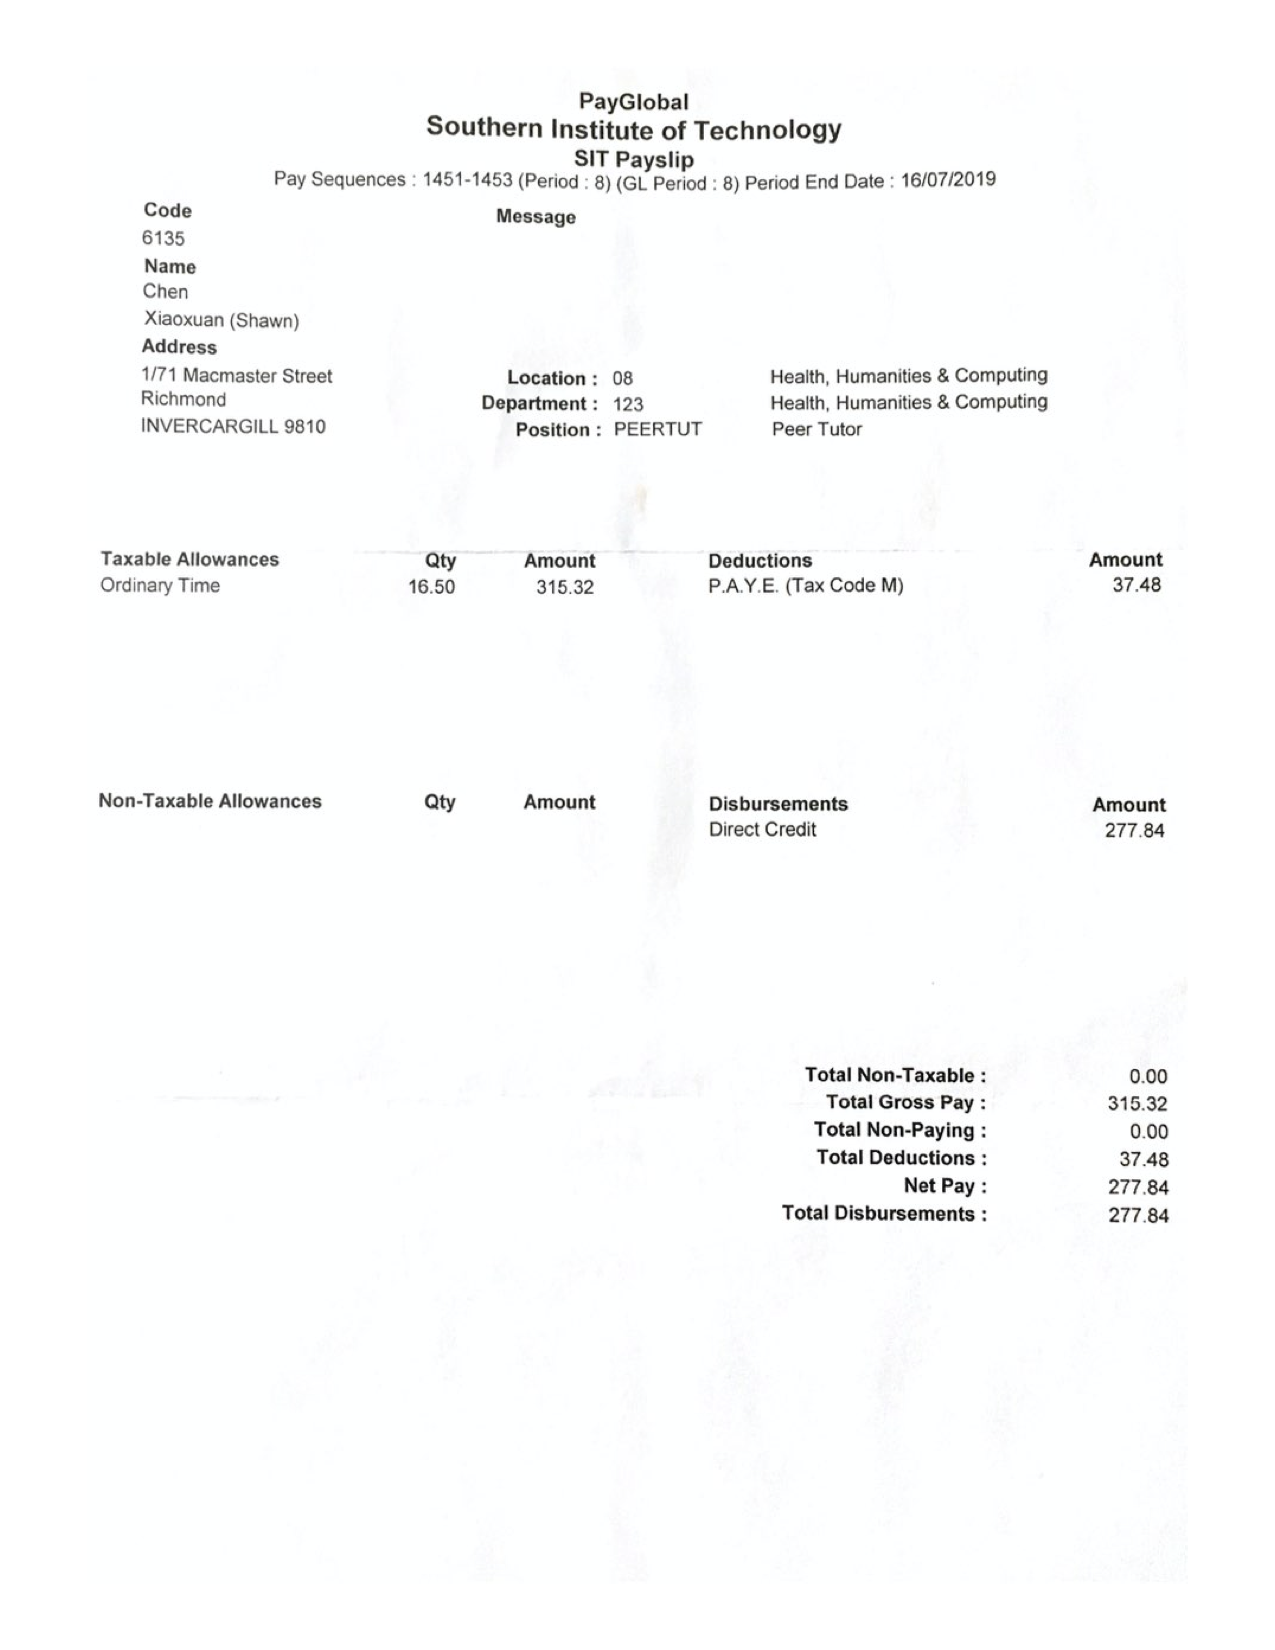 PayGlobal
Southern Institute of Technology
SIT Payslip
Pay Sequences : 1451-1453 (Period : 8) (GL Period : 8) Period End Date : 16/07/2019
Code
Message
6135
Name
Chen
Xiaoxuan (Shawn)
Address
1/71 Macmaster Street Location : 08 Health, Humanities & Computing
Richmond Department : 123 Health, Humanities & Computing
INVERCARGILL 9810 Position : PEERTUT Peer Tutor
Taxable Allowances Qty Amount Deductions Amount
Ordinary Time 16.50 315.32 P.A.Y.E. (Tax Code M) 37.48
Non-Taxable Allowances Qty Amount Disbursements Amount
Direct Credit 277.84
Total Non-Taxable : 0.00
Total Gross Pay : 315.32
Total Non-Paying : 0.00
Total Deductions : 37.48
Net Pay : 277.84
Total Disbursements : 277.84